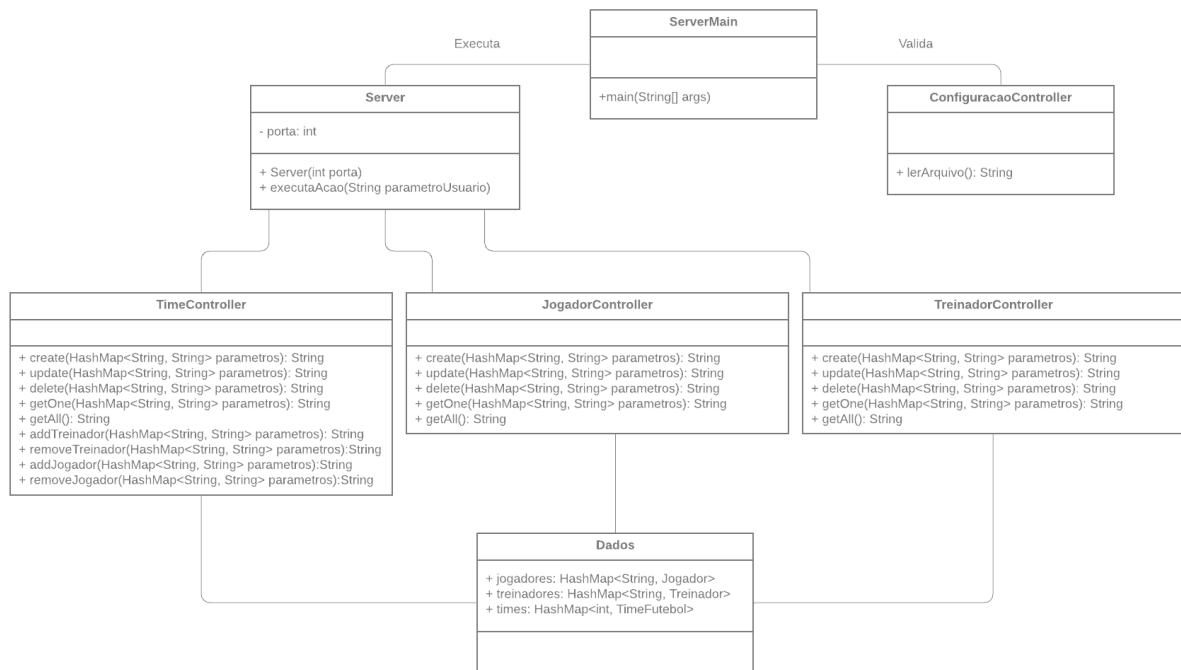 ServerMain
Executa
Valida
+main(String[] args)
Server
- porta: int
+ Server(int porta)
+ executaAcao(String parametroUsuario)
ConfiguracaoController
+ lerArquivo(): String
TimeController
+ create(HashMap<String, String> parametros): String
+ update(HashMap<String, String> parametros): String
+ delete(HashMap<String, String> parametros): String
+ getOne(HashMap<String, String> parametros): String
+ getAll(): String
+ addTreinador(HashMap<String, String> parametros): String
+ removeTreinador(HashMap<String, String> parametros):String
+ addJogador(HashMap<String, String> parametros):String
+ removeJogador(HashMap<String, String> parametros):String
JogadorController
+ create(HashMap<String, String> parametros): String
+ update(HashMap<String, String> parametros): String
+ delete(HashMap<String, String> parametros): String
+ getOne(HashMap<String, String> parametros): String
+ getAll(): String
TreinadorController
+ create(HashMap<String, String> parametros): String
+ update(HashMap<String, String> parametros): String
+ delete(HashMap<String, String> parametros): String
+ getOne(HashMap<String, String> parametros): String
+ getAll(): String
Dados
+ jogadores: HashMap<String, Jogador>
+ treinadores: HashMap<String, Treinador>
+ times: HashMap<int, TimeFutebol>